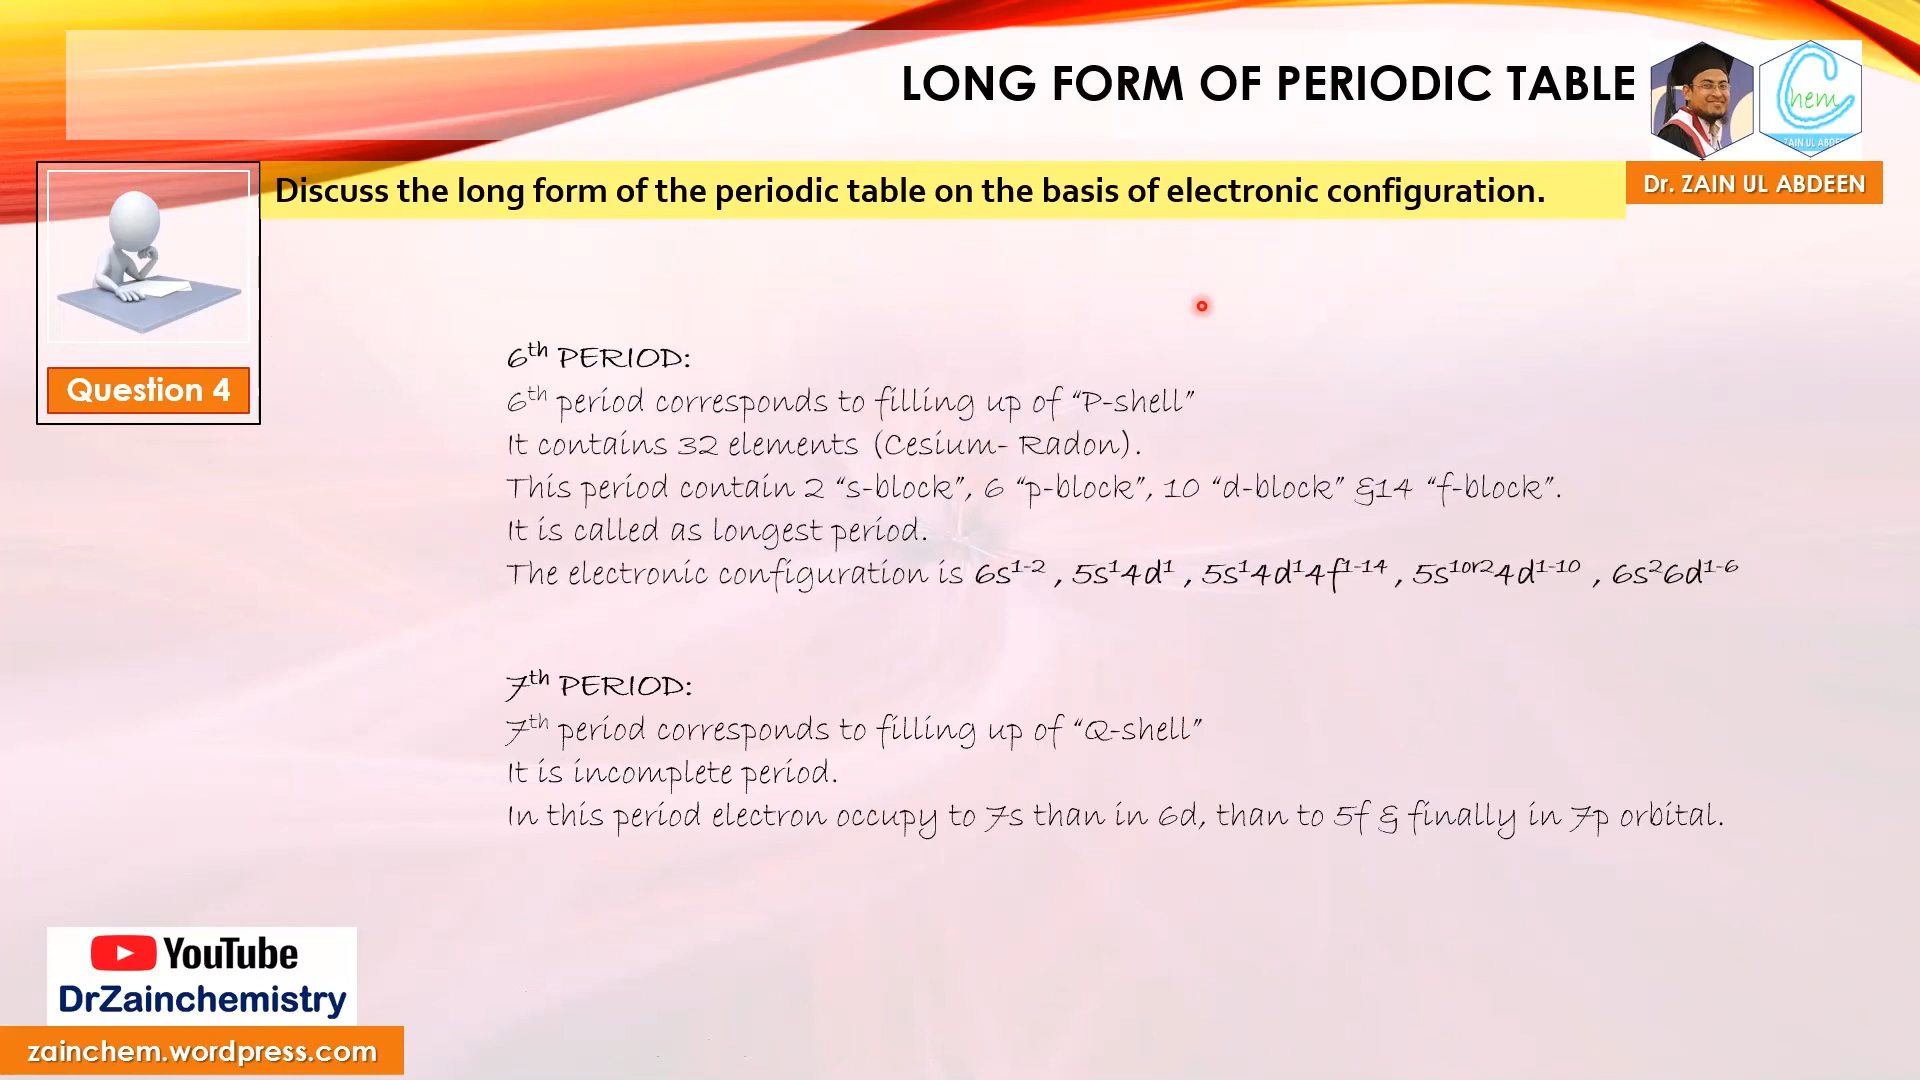 LONG FORM OF PERIODIC TABLE
Chem
ZAIN UL ABDE
Discuss the long form of the periodic table on the basis of electronic configuration.
Dr. ZAIN UL ABDEEN
Question 4
6th PERIOD:
6th period corresponds to filling up of “P-shell”
It contains 32 elements (Cesium- Radon).
This period contain 2 “s-block”, 6 “p-block”, 10 “d-block” &14 “f-block”.
It is called as longest period.
The electronic configuration is 6s¹⁻² , 5s¹4d¹ , 5s¹4d¹4f¹⁻¹⁴ , 5s¹ᵒʳ²4d¹⁻¹⁰ , 6s²6d¹⁻⁶
7th PERIOD:
7th period corresponds to filling up of “Q-shell”
It is incomplete period.
In this period electron occupy to 7s than in 6d, than to 5f & finally in 7p orbital.
YouTube
DrZainchemistry
zainchem.wordpress.com